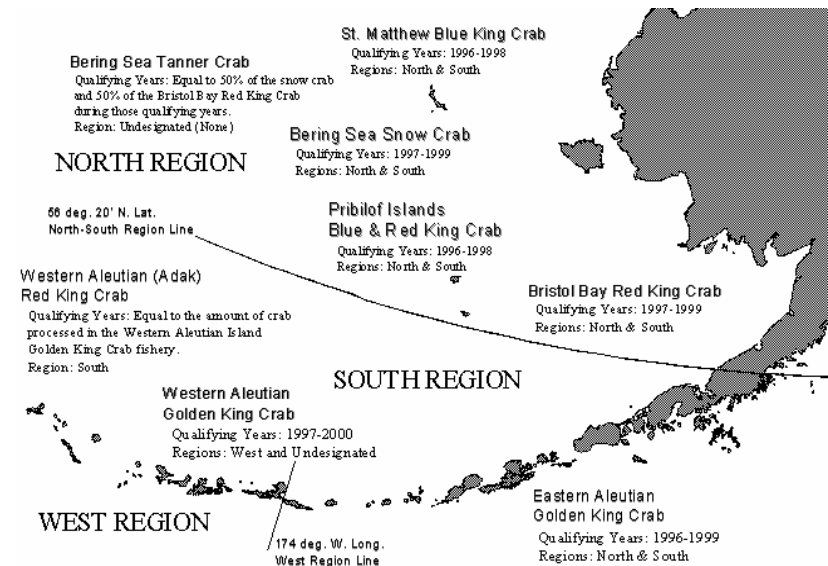 St. Matthew Blue King Crab
Qualifying Years: 1996-1998
Regions: North & South
Bering Sea Tanner Crab
Qualifying Years: Equal to 50% of the snow crab
and 50% of the Bristol Bay Red King Crab
during those qualifying years.
Region: Undesignated (None)
Bering Sea Snow Crab
Qualifying Years: 1997-1999
Regions: North & South
NORTH REGION
56 deg. 20' N. Lat.
North-South Region Line
Pribilof Islands
Blue & Red King Crab
Qualifying Years: 1996-1998
Regions: North & South
Western Aleutian (Adak)
Red King Crab
Qualifying Years: Equal to the amount of crab
processed in the Western Aleutian Island
Golden King Crab fishery.
Region: South
Bristol Bay Red King Crab
Qualifying Years: 1997-1999
Regions: North & South
SOUTH REGION
Western Aleutian
Golden King Crab
Qualifying Years: 1997-2000
Regions: West and Undesignated
WEST REGION
174 deg. W. Long.
West Region Line
Eastern Aleutian
Golden King Crab
Qualifying Years: 1996-1999
Regions: North & South